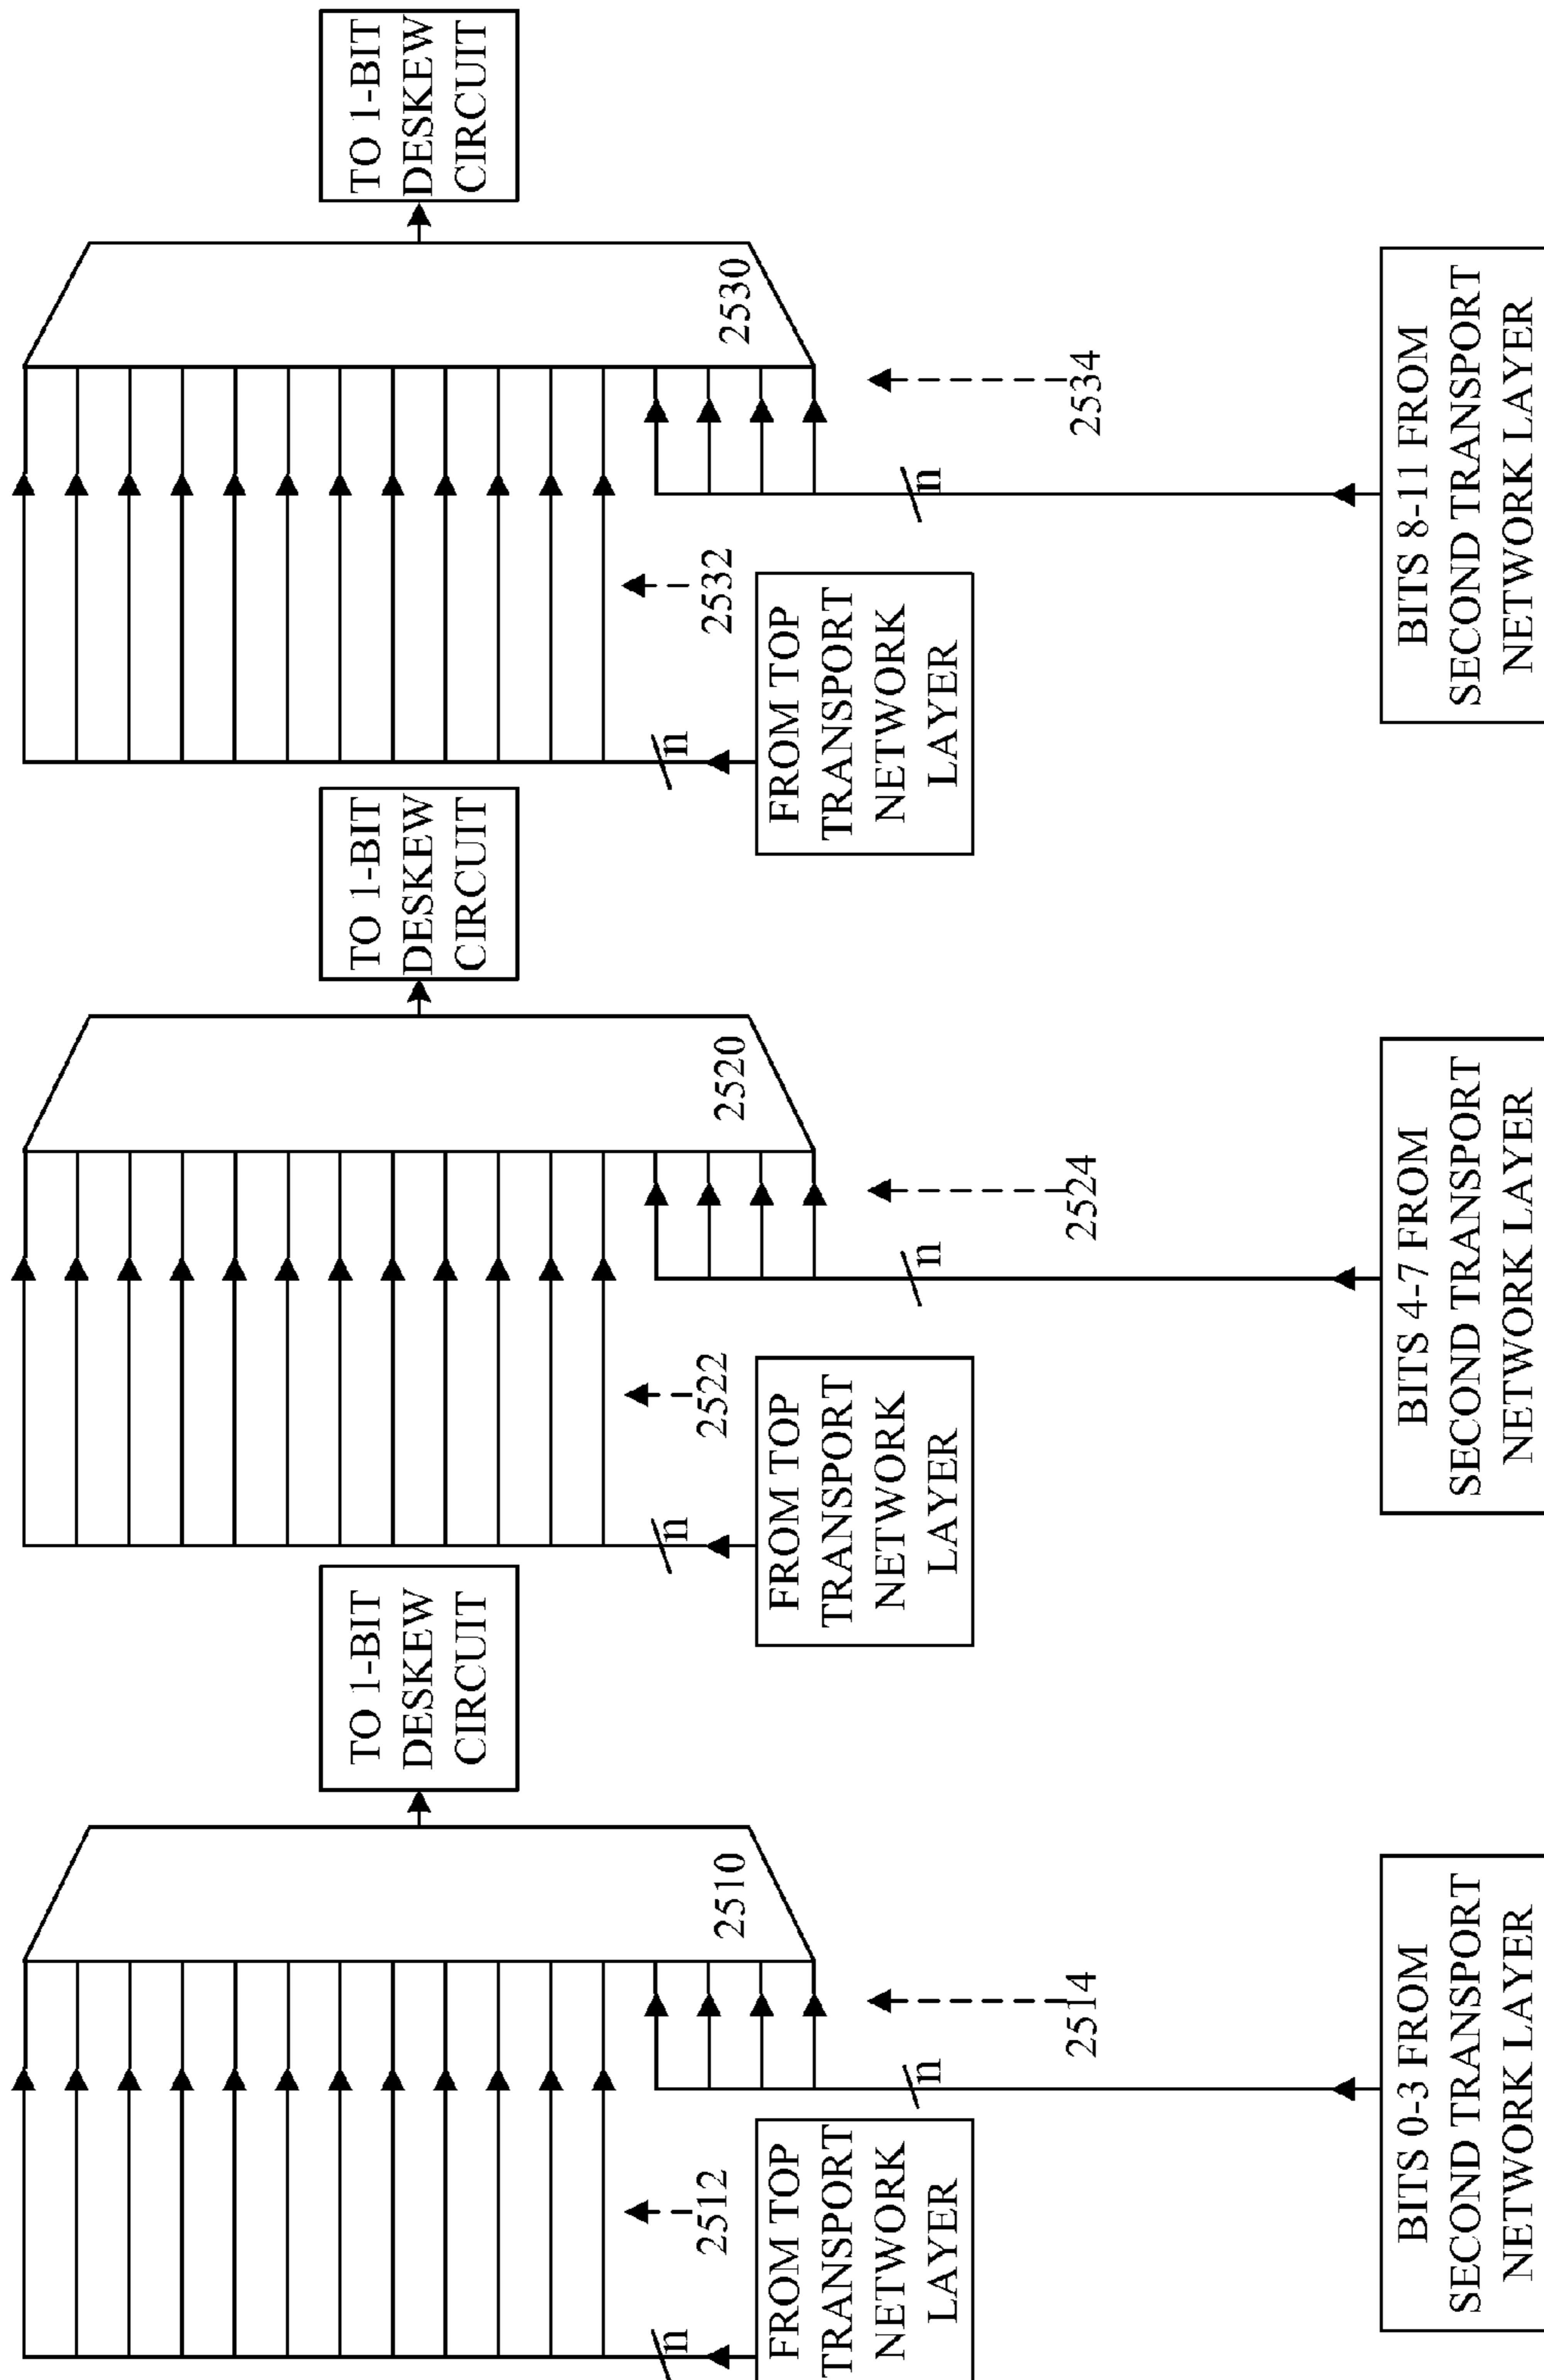 TO 1-BIT
DESKEW
CIRCUIT
2510
2514
2512
n
n
FROM TOP
TRANSPORT
NETWORK
LAYER
BITS 0-3 FROM
SECOND TRANSPORT
NETWORK LAYER
TO 1-BIT
DESKEW
CIRCUIT
2520
2524
2522
n
n
FROM TOP
TRANSPORT
NETWORK
LAYER
BITS 4-7 FROM
SECOND TRANSPORT
NETWORK LAYER
TO 1-BIT
DESKEW
CIRCUIT
2530
2534
2532
n
n
FROM TOP
TRANSPORT
NETWORK
LAYER
BITS 8-11 FROM
SECOND TRANSPORT
NETWORK LAYER